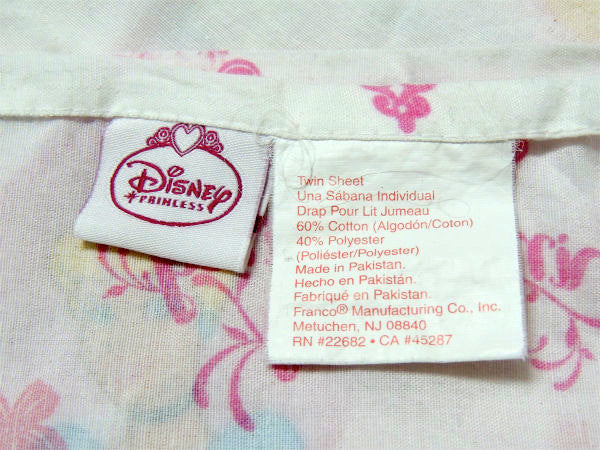 Disney
PRINCESS
Twin Sheet
Una Sábana Individual
Drap Pour Lit Jumeau
60% Cotton (Algodón/Coton)
40% Polyester
(Poliéster/Polyester)
Made in Pakistan.
Hecho en Pakistán.
Fabriqué en Pakistan.
Franco® Manufacturing Co., Inc.
Metuchen, NJ 08840
RN #22682 • CA #45287